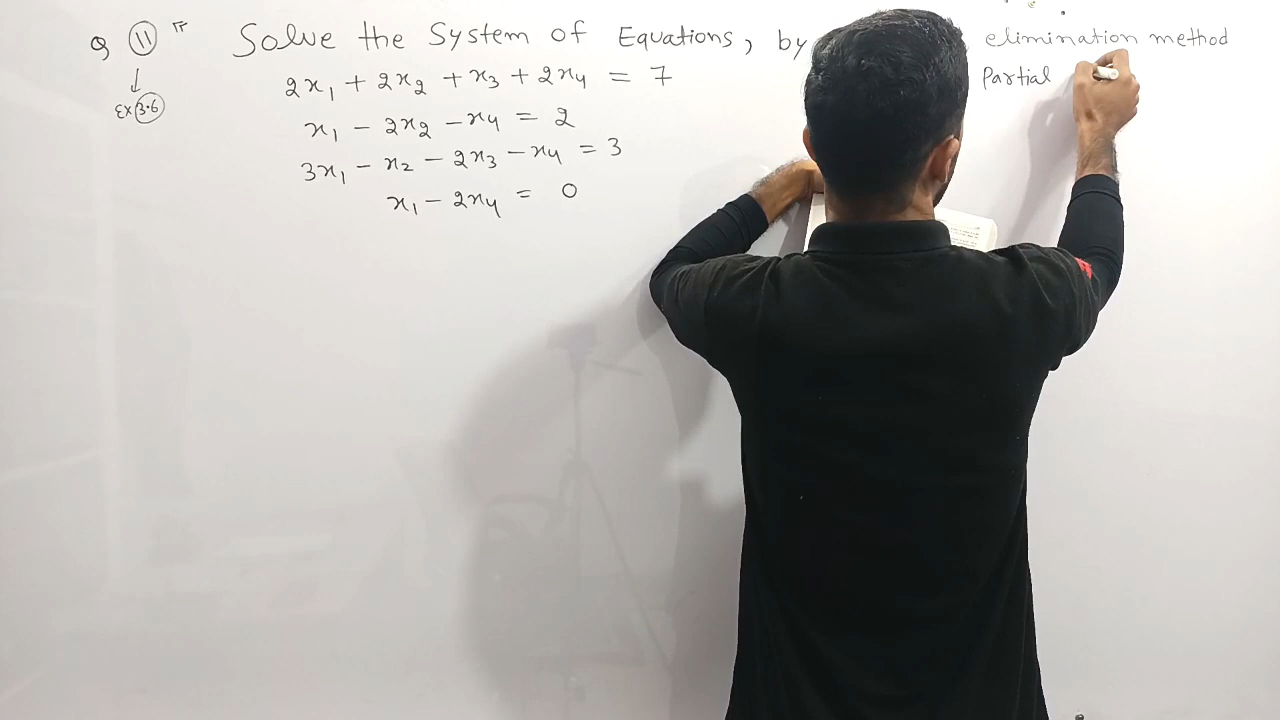 Q 11 Solve the System of Equations, by elimination method
Ex 3.6
2x₁ + 2x₂ + x₃ + 2x₄ = 7 Partial
x₁ - 2x₂ - x₄ = 2
3x₁ - x₂ - 2x₃ - x₄ = 3
x₁ - 2x₄ = 0